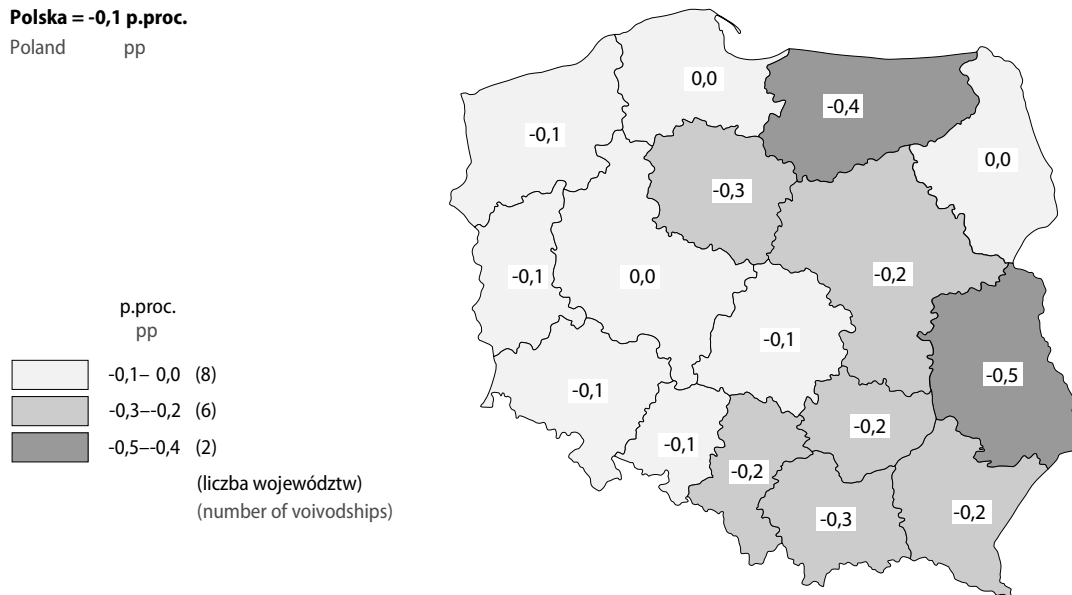 Polska = -0,1 p.proc.
Poland pp
0,0
-0,4
-0,1
0,0
-0,3
-0,1
0,0
-0,2
-0,1
-0,5
-0,1
-0,2
-0,1
-0,2
-0,3
-0,2
p.proc.
pp
-0,1– 0,0 (8)
-0,3–-0,2 (6)
-0,5–-0,4 (2)
(liczba województw)
(number of voivodships)